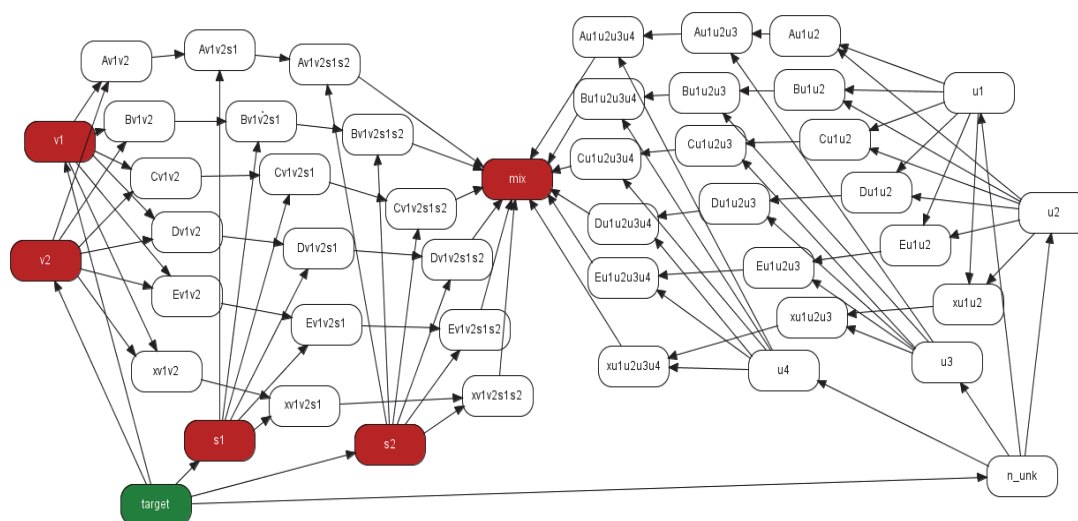 Au1u2u3u4
Au1u2u3
Au1u2
Av1v2
Av1v2s1
Av1v2s1s2
Bu1u2u3u4
Bu1u2u3
Bu1u2
u1
Bv1v2
Bv1v2s1
Bv1v2s1s2
v1
Cu1u2u3u4
Cu1u2u3
Cu1u2
Cv1v2
Cv1v2s1
mix
Cv1v2s1s2
Du1u2u3u4
Du1u2u3
Du1u2
u2
Dv1v2
Dv1v2s1
Dv1v2s1s2
v2
Eu1u2u3u4
Eu1u2u3
Eu1u2
Ev1v2
Ev1v2s1
Ev1v2s1s2
xu1u2u3
xu1u2
xv1v2
xu1u2u3u4
u4
u3
xv1v2s1
xv1v2s1s2
s1
s2
target
n_unk